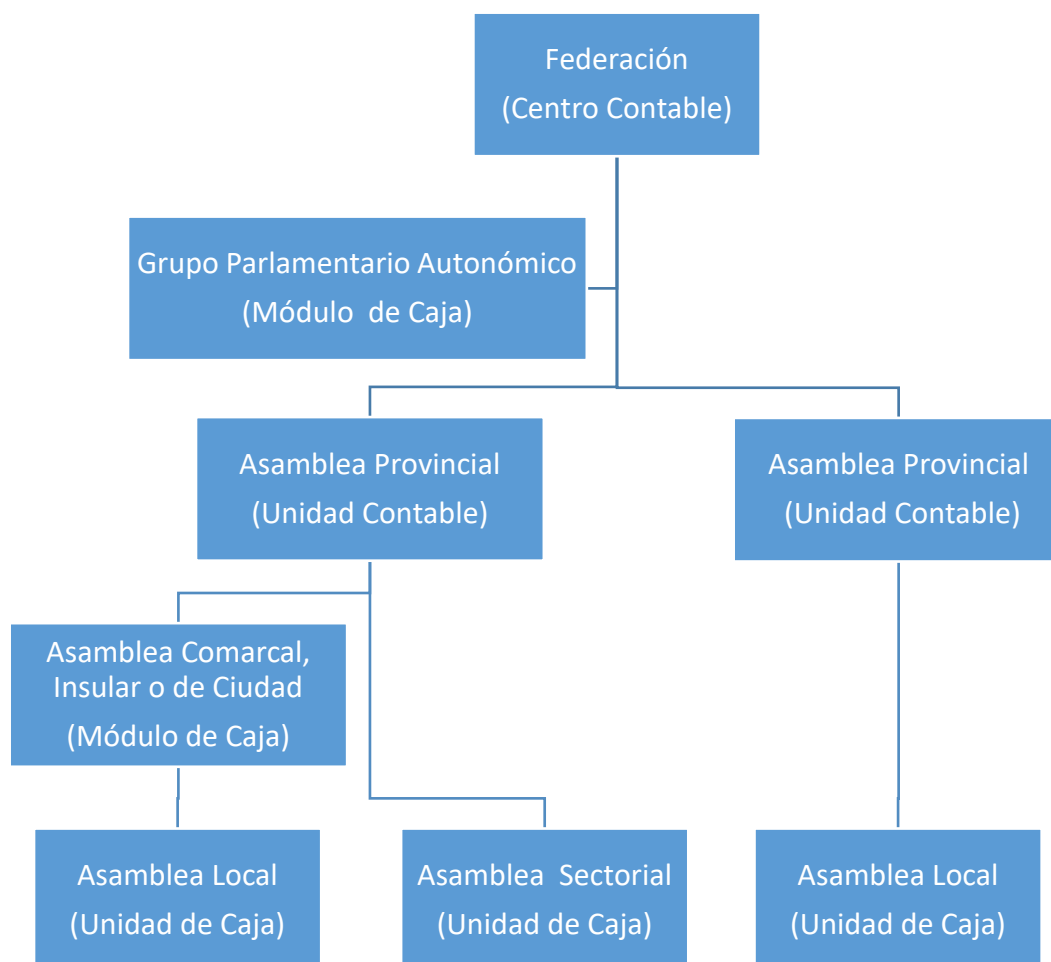 Federación
(Centro Contable)
Grupo Parlamentario Autonómico
(Módulo de Caja)
Asamblea Provincial
(Unidad Contable)
Asamblea Provincial
(Unidad Contable)
Asamblea Comarcal,
Insular o de Ciudad
(Módulo de Caja)
Asamblea Local
(Unidad de Caja)
Asamblea Sectorial
(Unidad de Caja)
Asamblea Local
(Unidad de Caja)